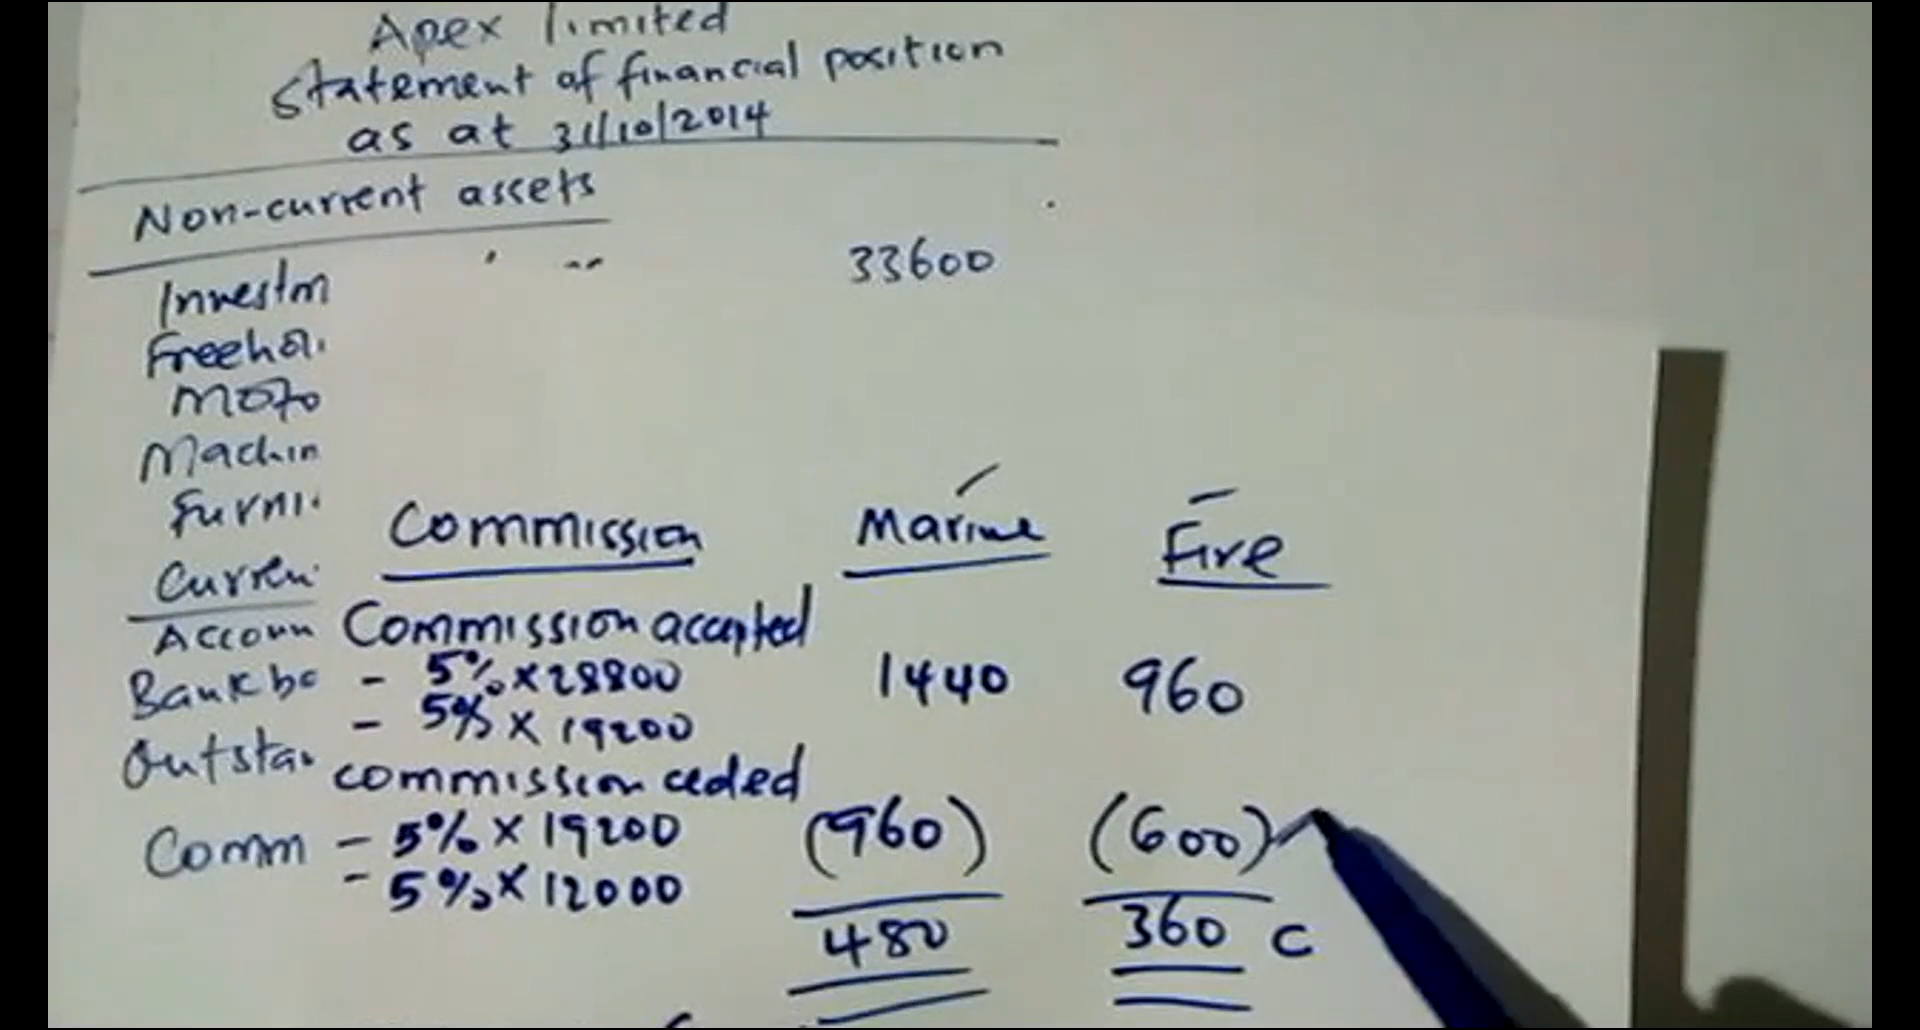 Apex limited
Statement of financial position
as at 31/10/2014
Non-current assets
Investm 33600
Freehol
Moto
Machin
Furni
Curren
Accoun
Bank ba
Outstan
Comm
Commission Marine Fire
Commission accepted
- 5% × 28800 1440 960
- 5% × 19200
commission ceded
- 5% × 19200 (960) (600)
- 5% × 12000
480 360 C